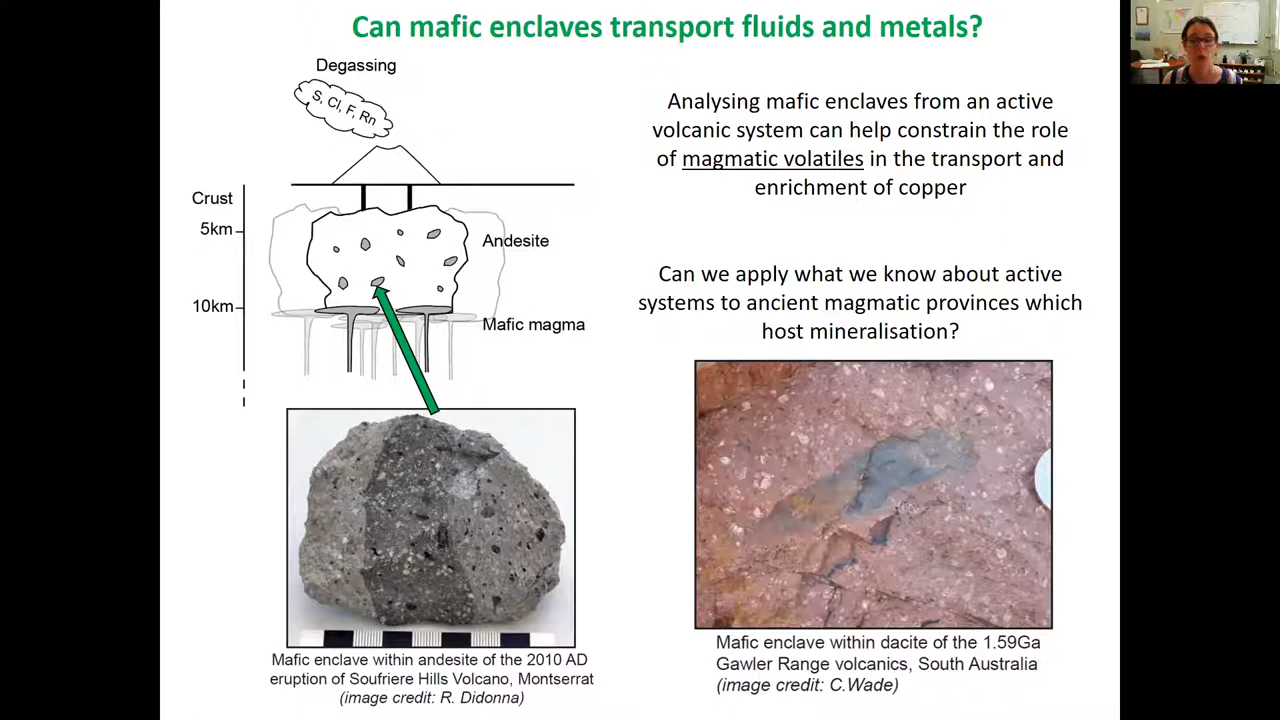 Can mafic enclaves transport fluids and metals?
Degassing
S, Cl, F, Rn
Crust
5km
Andesite
10km
Mafic magma
Analysing mafic enclaves from an active
volcanic system can help constrain the role
of magmatic volatiles in the transport and
enrichment of copper
Can we apply what we know about active
systems to ancient magmatic provinces which
host mineralisation?
Mafic enclave within andesite of the 2010 AD
eruption of Soufriere Hills Volcano, Montserrat
(image credit: R. Didonna)
Mafic enclave within dacite of the 1.59Ga
Gawler Range volcanics, South Australia
(image credit: C.Wade)